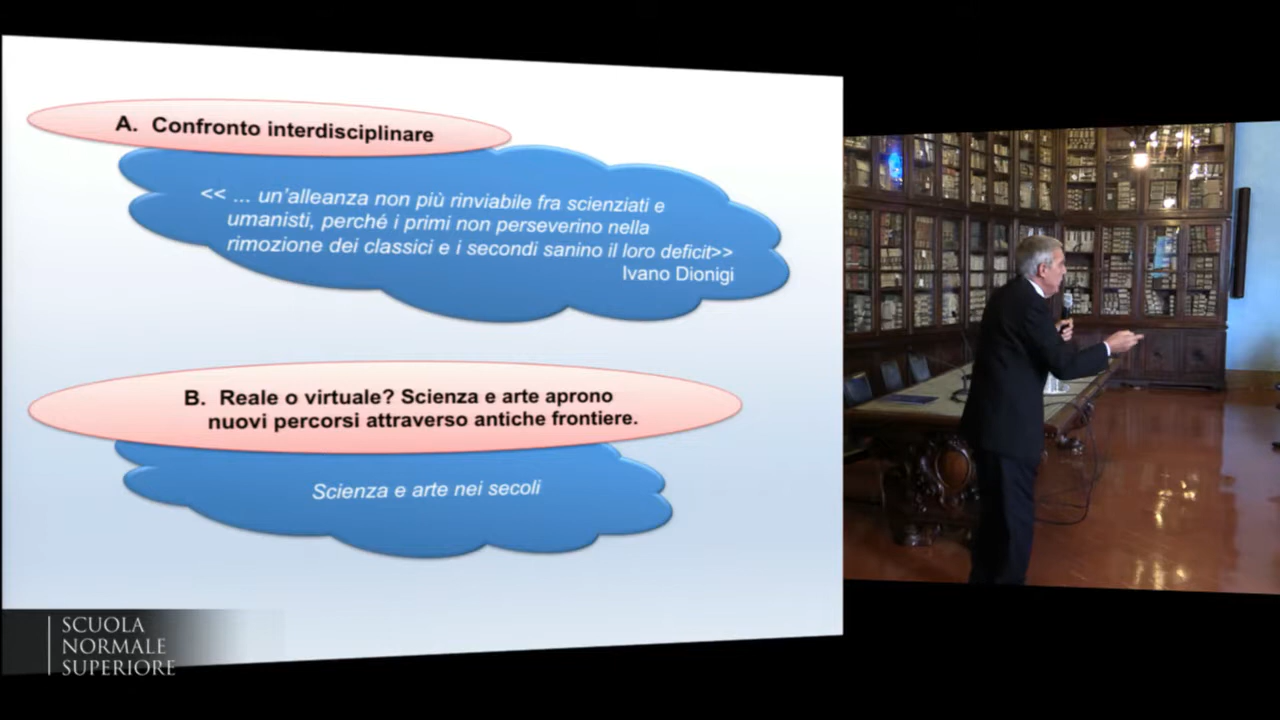 A. Confronto interdisciplinare
<< ... un'alleanza non più rinviabile fra scienziati e
umanisti, perché i primi non perseverino nella
rimozione dei classici e i secondi sanino il loro deficit>>
Ivano Dionigi
B. Reale o virtuale? Scienza e arte aprono
nuovi percorsi attraverso antiche frontiere.
Scienza e arte nei secoli
SCUOLA
NORMALE
SUPERIORE